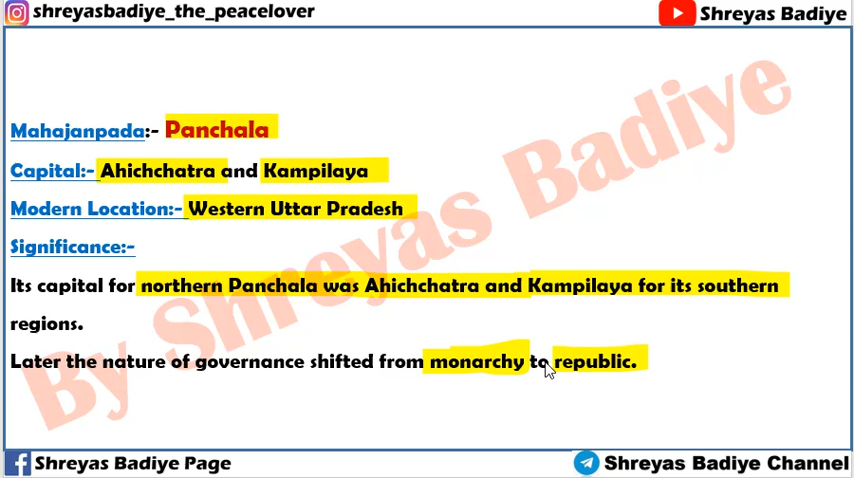 shreyasbadiye_the_peacelover
Shreyas Badiye
Mahajanpada:- Panchala
Capital:- Ahichchatra and Kampilaya
Modern Location:- Western Uttar Pradesh
Significance:-
Its capital for northern Panchala was Ahichchatra and Kampilaya for its southern
regions.
Later the nature of governance shifted from monarchy to republic.
By Shreyas Badiye
Shreyas Badiye Page
Shreyas Badiye Channel